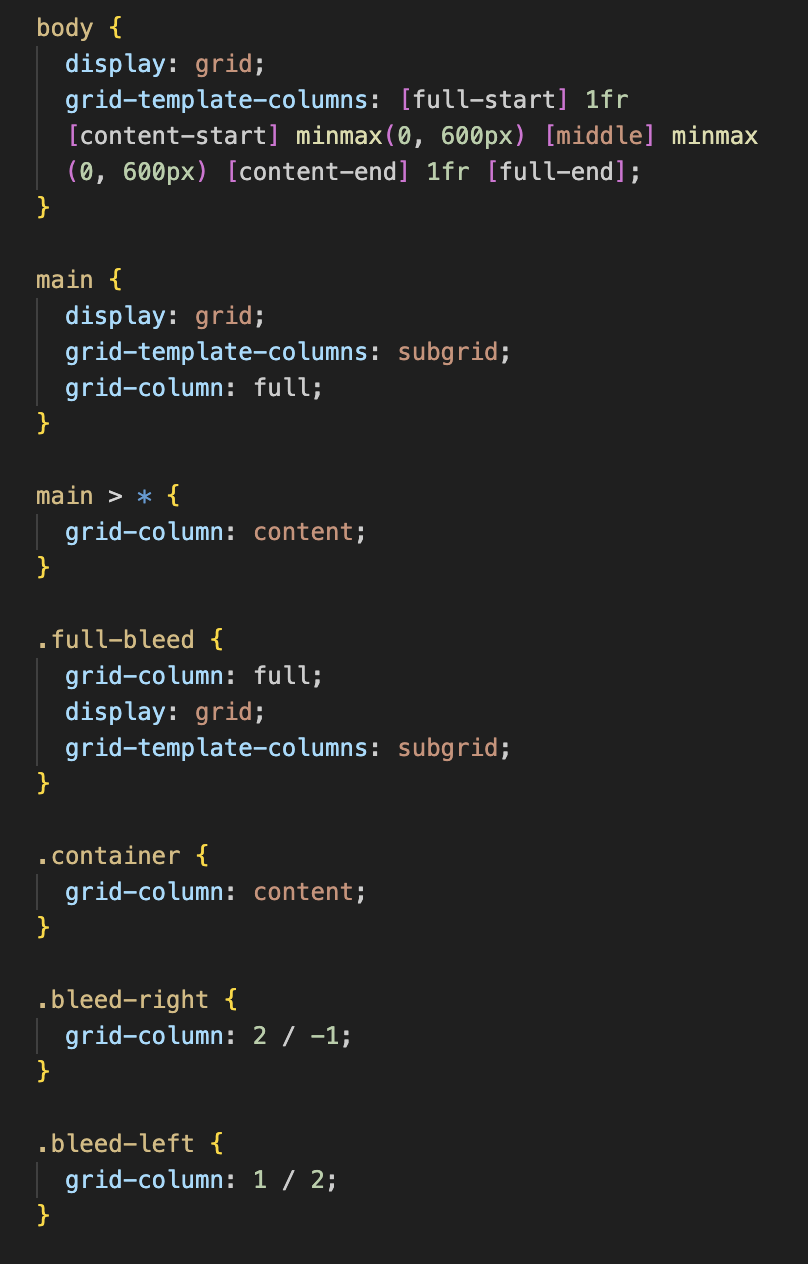 body {
display: grid;
grid-template-columns: [full-start] 1fr
[content-start] minmax(0, 600px) [middle] minmax
(0, 600px) [content-end] 1fr [full-end];
}
main {
display: grid;
grid-template-columns: subgrid;
grid-column: full;
}
main > * {
grid-column: content;
}
.full-bleed {
grid-column: full;
display: grid;
grid-template-columns: subgrid;
}
.container {
grid-column: content;
}
.bleed-right {
grid-column: 2 / -1;
}
.bleed-left {
grid-column: 1 / 2;
}